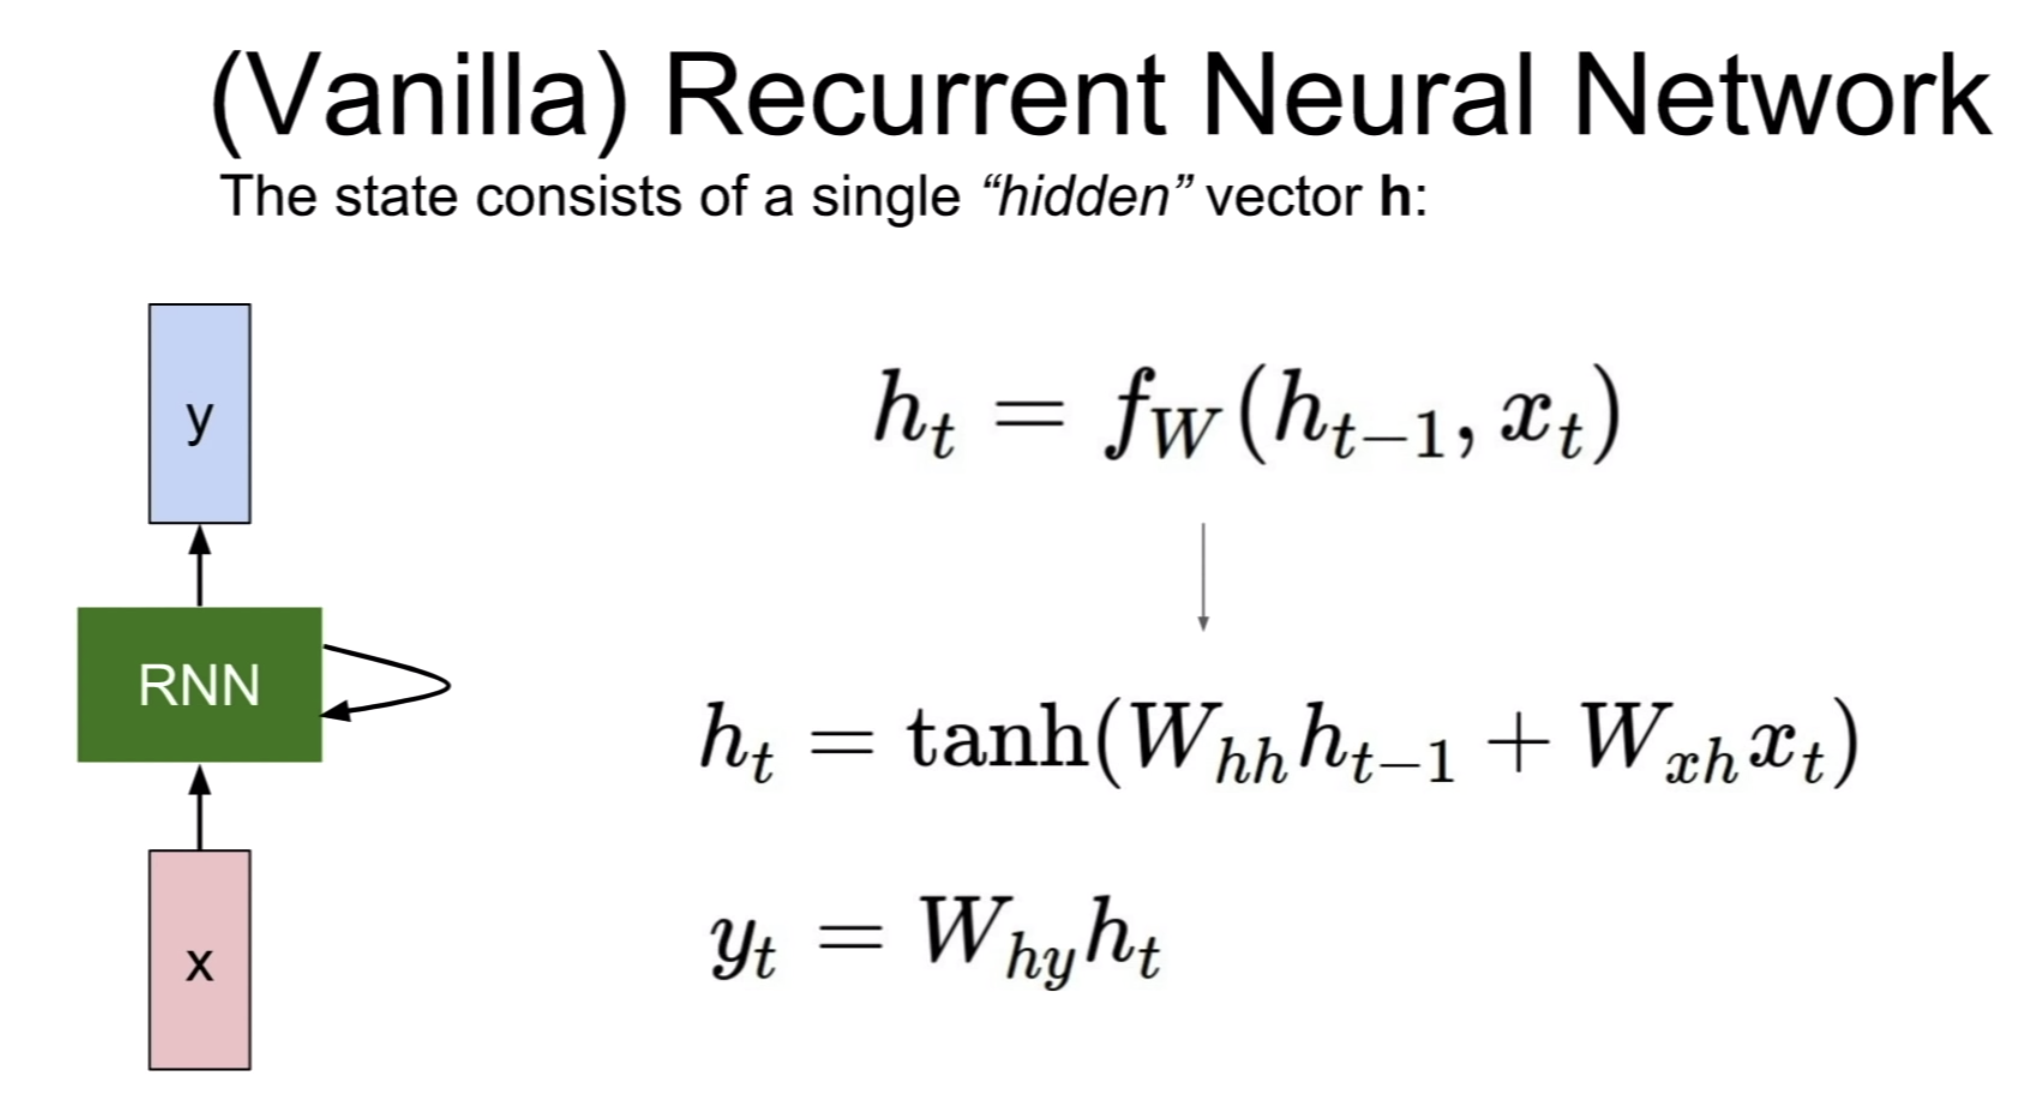 (Vanilla) Recurrent Neural Network
The state consists of a single “hidden” vector h:
y
RNN
x
h_t = f_W(h_{t-1}, x_t)
h_t = tanh(W_{hh}h_{t-1} + W_{xh}x_t)
y_t = W_{hy}h_t